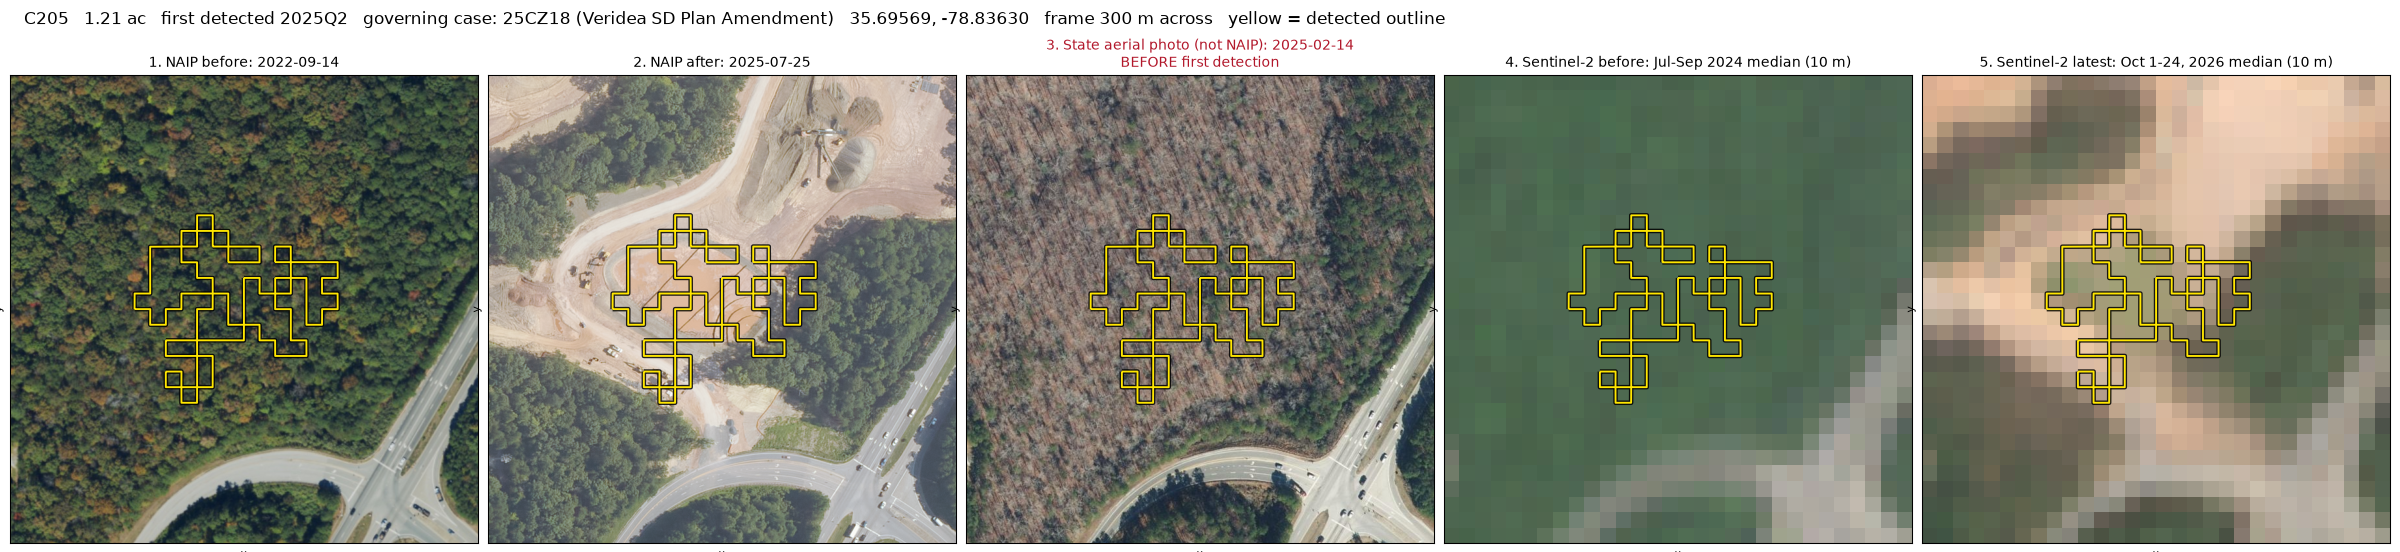 C205   1.21 ac   first detected 2025Q2   governing case: 25CZ18 (Veridea SD Plan Amendment)   35.69569, -78.83630   frame 300 m across   yellow = detected outline
1. NAIP before: 2022-09-14
2. NAIP after: 2025-07-25
3. State aerial photo (not NAIP): 2025-02-14
BEFORE first detection
4. Sentinel-2 before: Jul-Sep 2024 median (10 m)
5. Sentinel-2 latest: Oct 1-24, 2026 median (10 m)